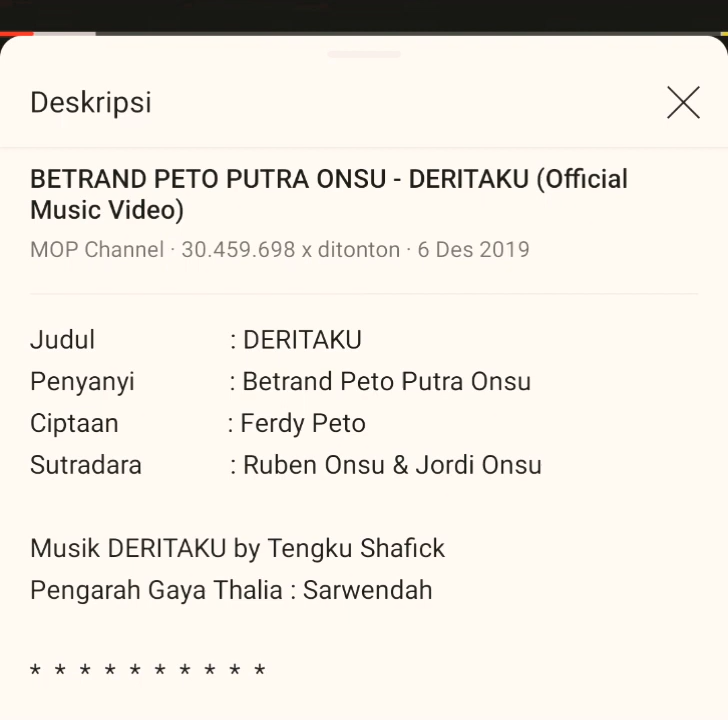 Deskripsi
BETRAND PETO PUTRA ONSU - DERITAKU (Official
Music Video)
MOP Channel · 30.459.698 x ditonton · 6 Des 2019
Judul : DERITAKU
Penyanyi : Betrand Peto Putra Onsu
Ciptaan : Ferdy Peto
Sutradara : Ruben Onsu & Jordi Onsu
Musik DERITAKU by Tengku Shafick
Pengarah Gaya Thalia : Sarwendah
* * * * * * * * * *